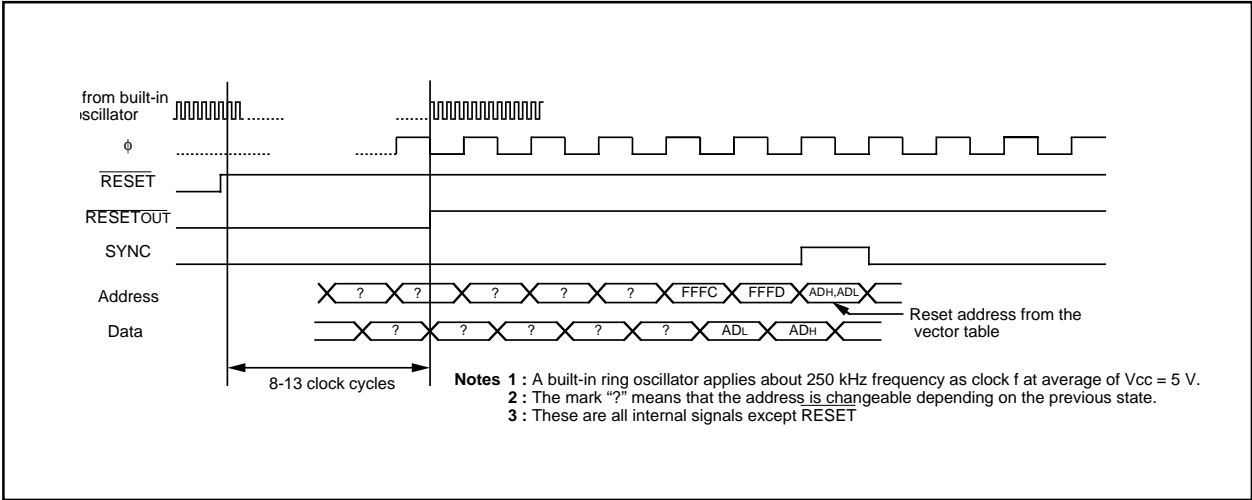 from built-in
scillator
ϕ
RESET
RESETOUT
SYNC
Address
? ? ? ? ? FFFC FFFD ADH,ADL
Data
? ? ? ? ? ADL ADH
Reset address from the
vector table
8-13 clock cycles
Notes 1 : A built-in ring oscillator applies about 250 kHz frequency as clock f at average of Vcc = 5 V.
2 : The mark “?” means that the address is changeable depending on the previous state.
3 : These are all internal signals except RESET